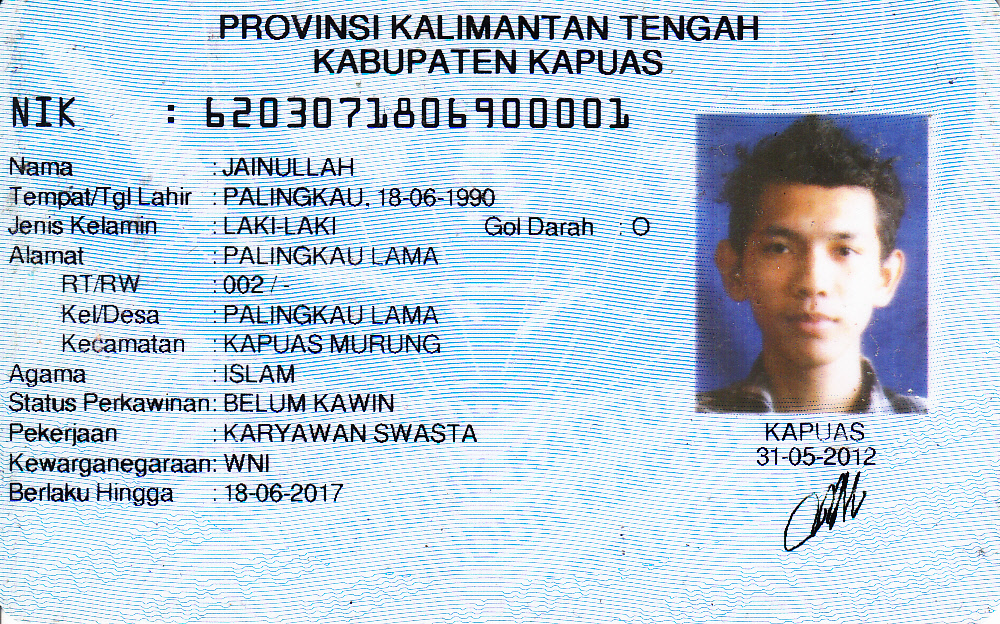 PROVINSI KALIMANTAN TENGAH
KABUPATEN KAPUAS
NIK : 6203071806900001
Nama : JAINULLAH
Tempat/Tgl Lahir : PALINGKAU, 18-06-1990
Jenis Kelamin : LAKI-LAKI Gol Darah : O
Alamat : PALINGKAU LAMA
RT/RW : 002 / -
Kel/Desa : PALINGKAU LAMA
Kecamatan : KAPUAS MURUNG
Agama : ISLAM
Status Perkawinan: BELUM KAWIN
Pekerjaan : KARYAWAN SWASTA
Kewarganegaraan: WNI
Berlaku Hingga : 18-06-2017
KAPUAS
31-05-2012